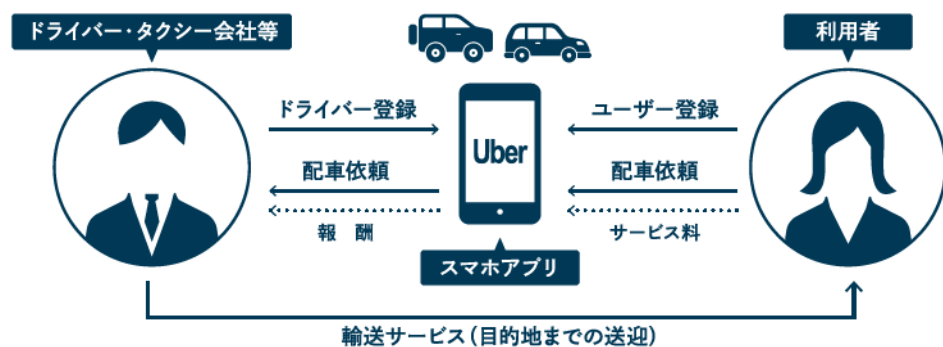 ドライバー・タクシー会社等
利用者
ドライバー登録
ユーザー登録
Uber
配車依頼
配車依頼
報 酬
サービス料
スマホアプリ
輸送サービス(目的地までの送迎)